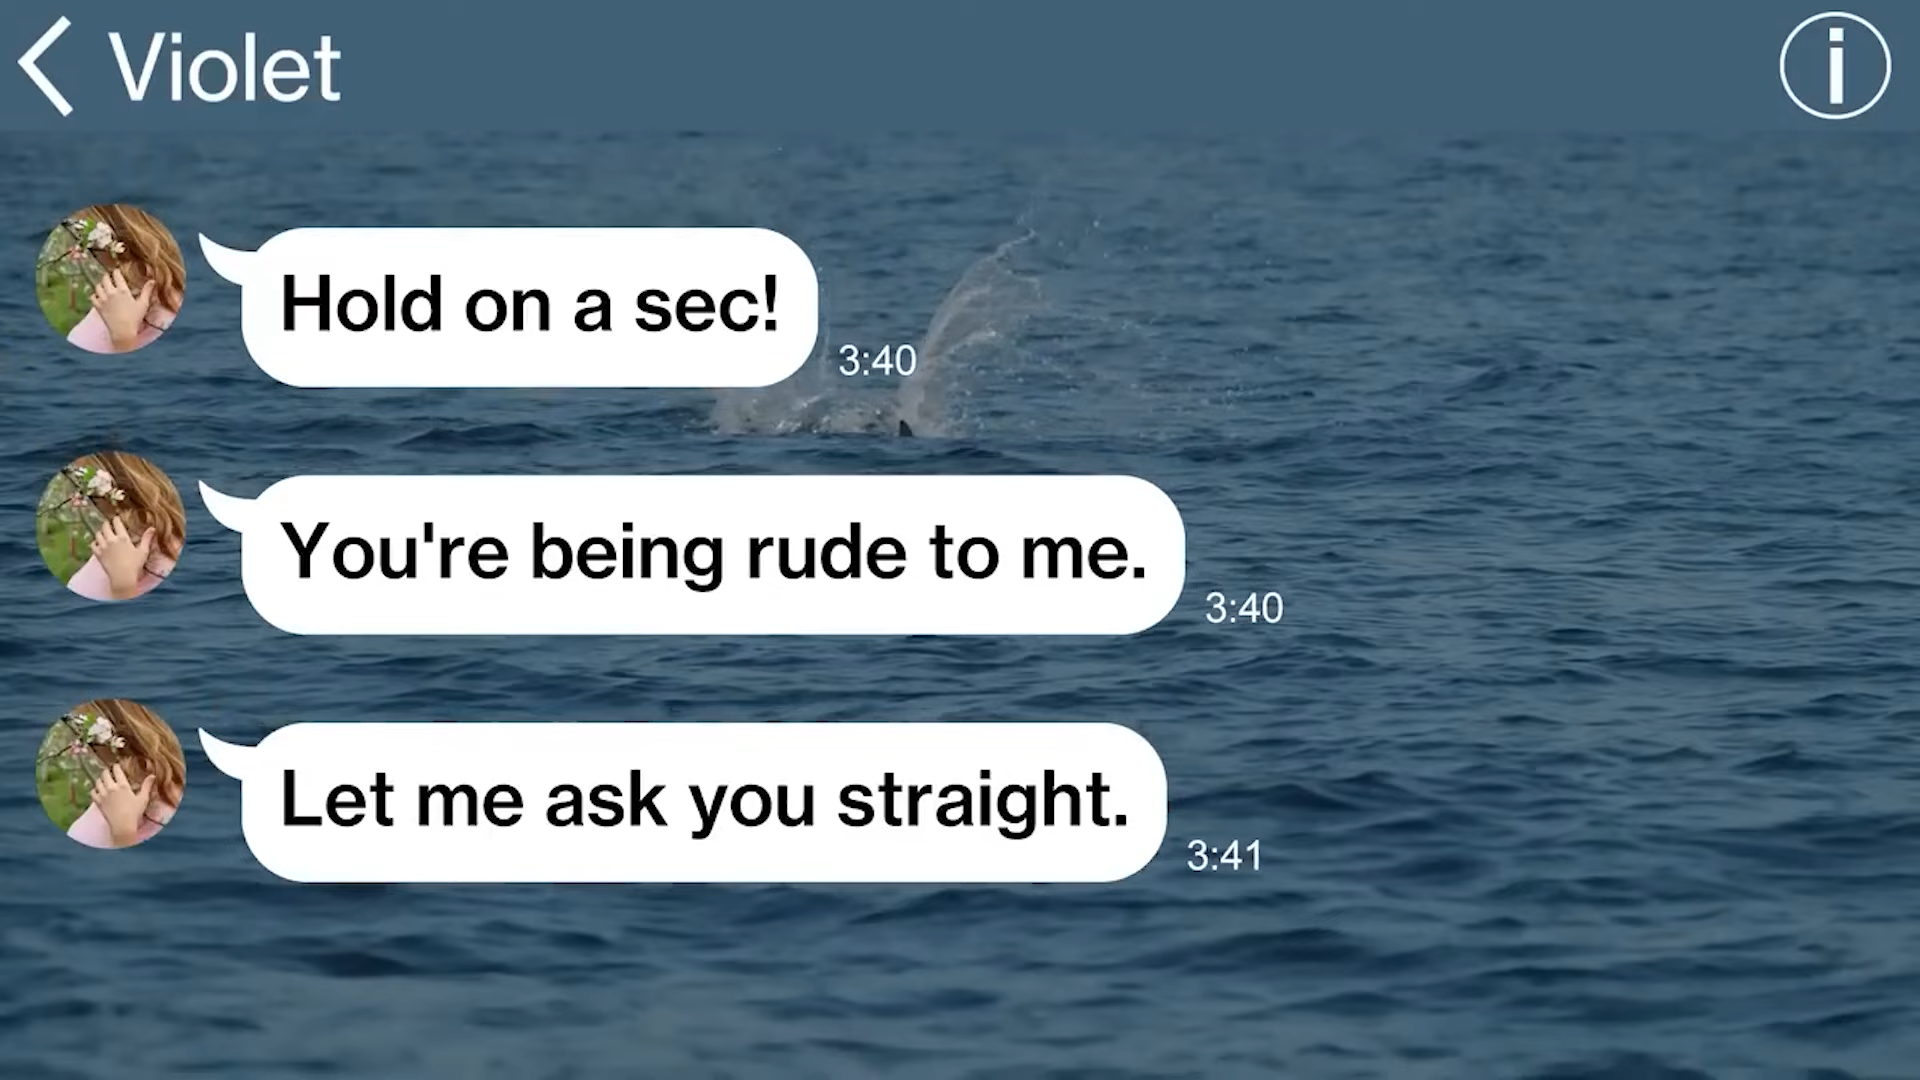 Violet
Hold on a sec!
3:40
You're being rude to me.
3:40
Let me ask you straight.
3:41